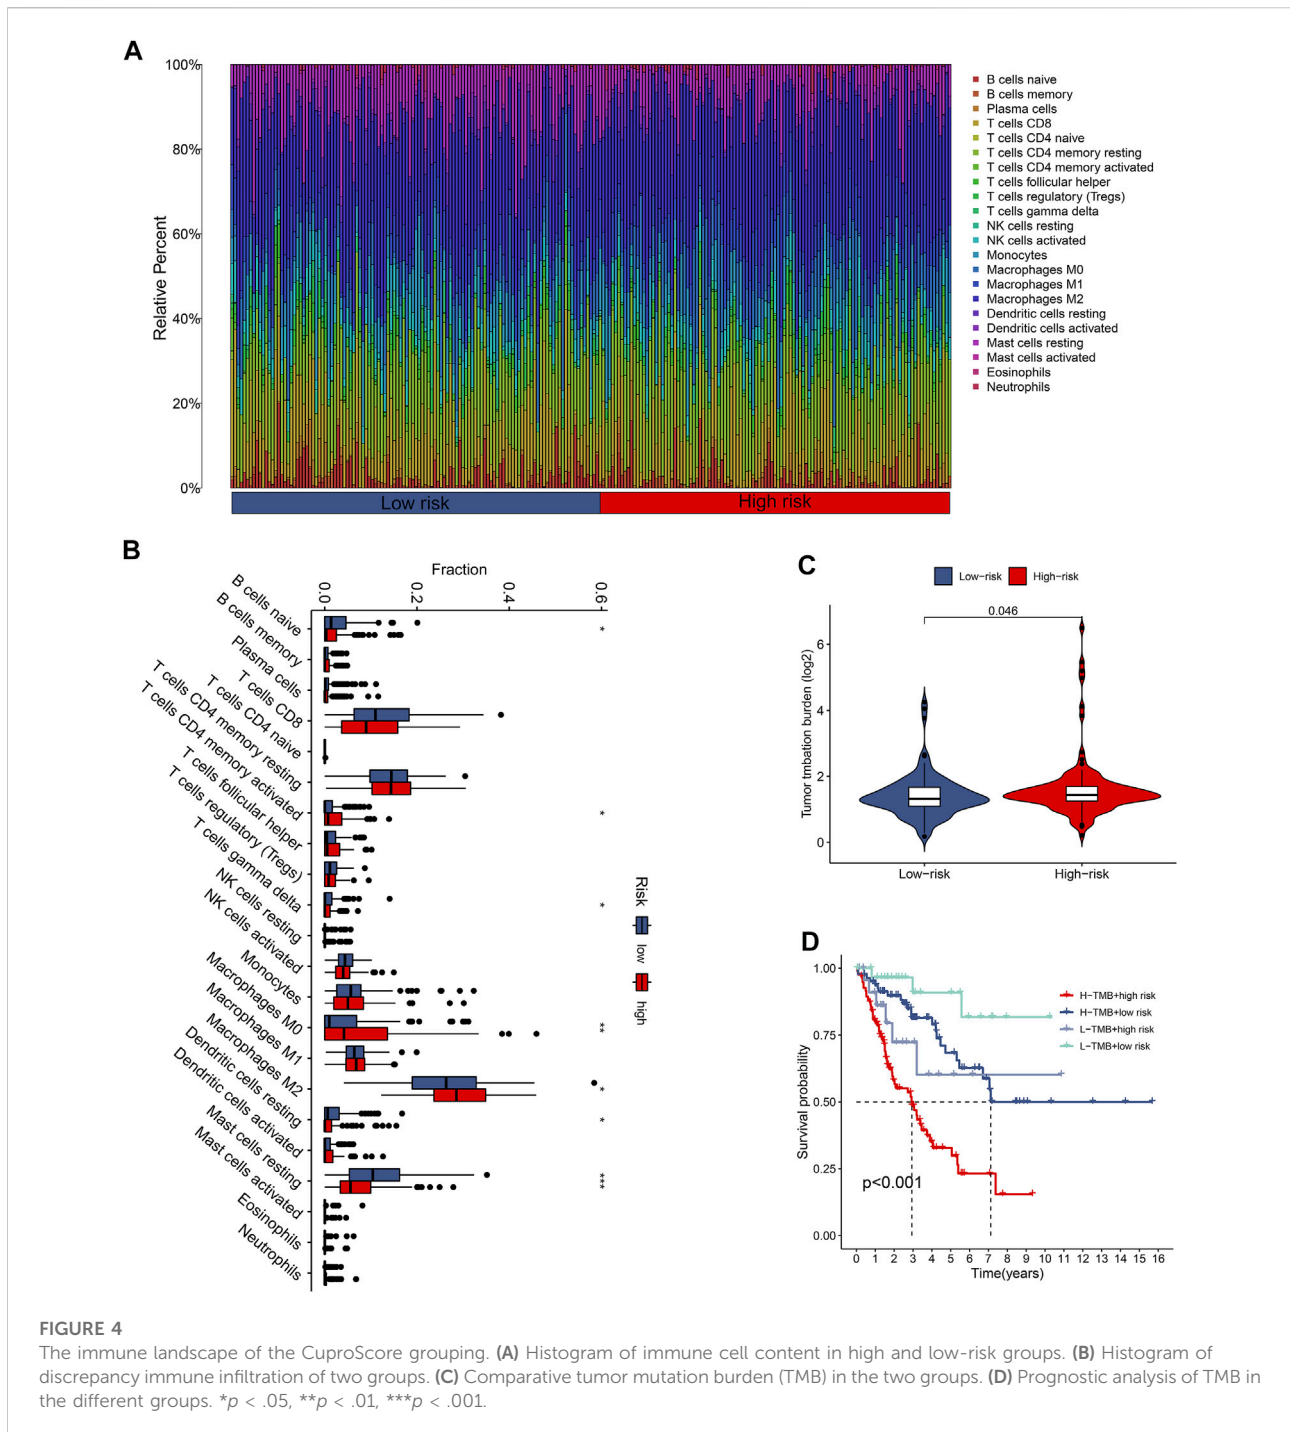 A
100%
80%
60%
40%
20%
0%
Relative Percent
B cells naive
B cells memory
Plasma cells
T cells CD8
T cells CD4 naive
T cells CD4 memory resting
T cells CD4 memory activated
T cells follicular helper
T cells regulatory (Tregs)
T cells gamma delta
NK cells resting
NK cells activated
Monocytes
Macrophages M0
Macrophages M1
Macrophages M2
Dendritic cells resting
Dendritic cells activated
Mast cells resting
Mast cells activated
Eosinophils
Neutrophils
Low risk
High risk
B
Fraction
0.0
0.2
0.4
0.6
B cells naive
B cells memory
Plasma cells
T cells CD8
T cells CD4 naive
T cells CD4 memory resting
T cells CD4 memory activated
T cells follicular helper
T cells regulatory (Tregs)
T cells gamma delta
NK cells resting
NK cells activated
Monocytes
Macrophages M0
Macrophages M1
Macrophages M2
Dendritic cells resting
Dendritic cells activated
Mast cells resting
Mast cells activated
Eosinophils
Neutrophils
*
*
*
**
*
*
***
Risk
low
high
C
Low-risk
High-risk
0.046
6
4
2
0
Tumor tmbation burden (log2)
Low-risk
High-risk
D
1.00
0.75
0.50
0.25
0.00
Survival probability
H-TMB+high risk
H-TMB+low risk
L-TMB+high risk
L-TMB+low risk
p<0.001
0 1 2 3 4 5 6 7 8 9 10 11 12 13 14 15 16
Time(years)
FIGURE 4
The immune landscape of the CuproScore grouping. (A) Histogram of immune cell content in high and low-risk groups. (B) Histogram of
discrepancy immune infiltration of two groups. (C) Comparative tumor mutation burden (TMB) in the two groups. (D) Prognostic analysis of TMB in
the different groups. *p < .05, **p < .01, ***p < .001.